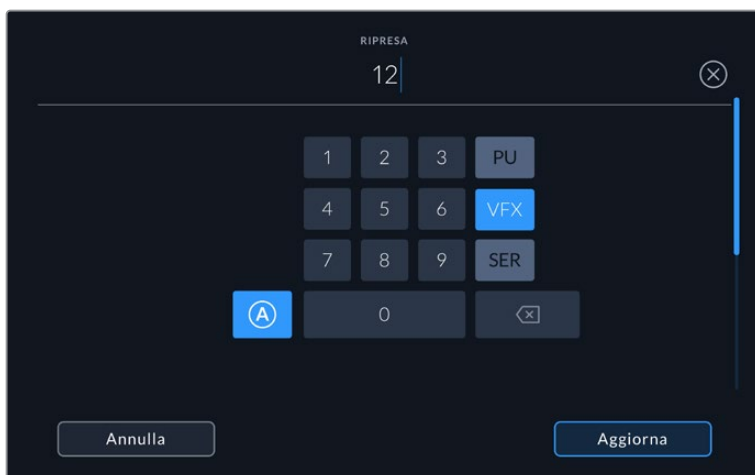 RIPRESA
12
1 2 3 PU
4 5 6 VFX
7 8 9 SER
A 0
Annulla Aggiorna